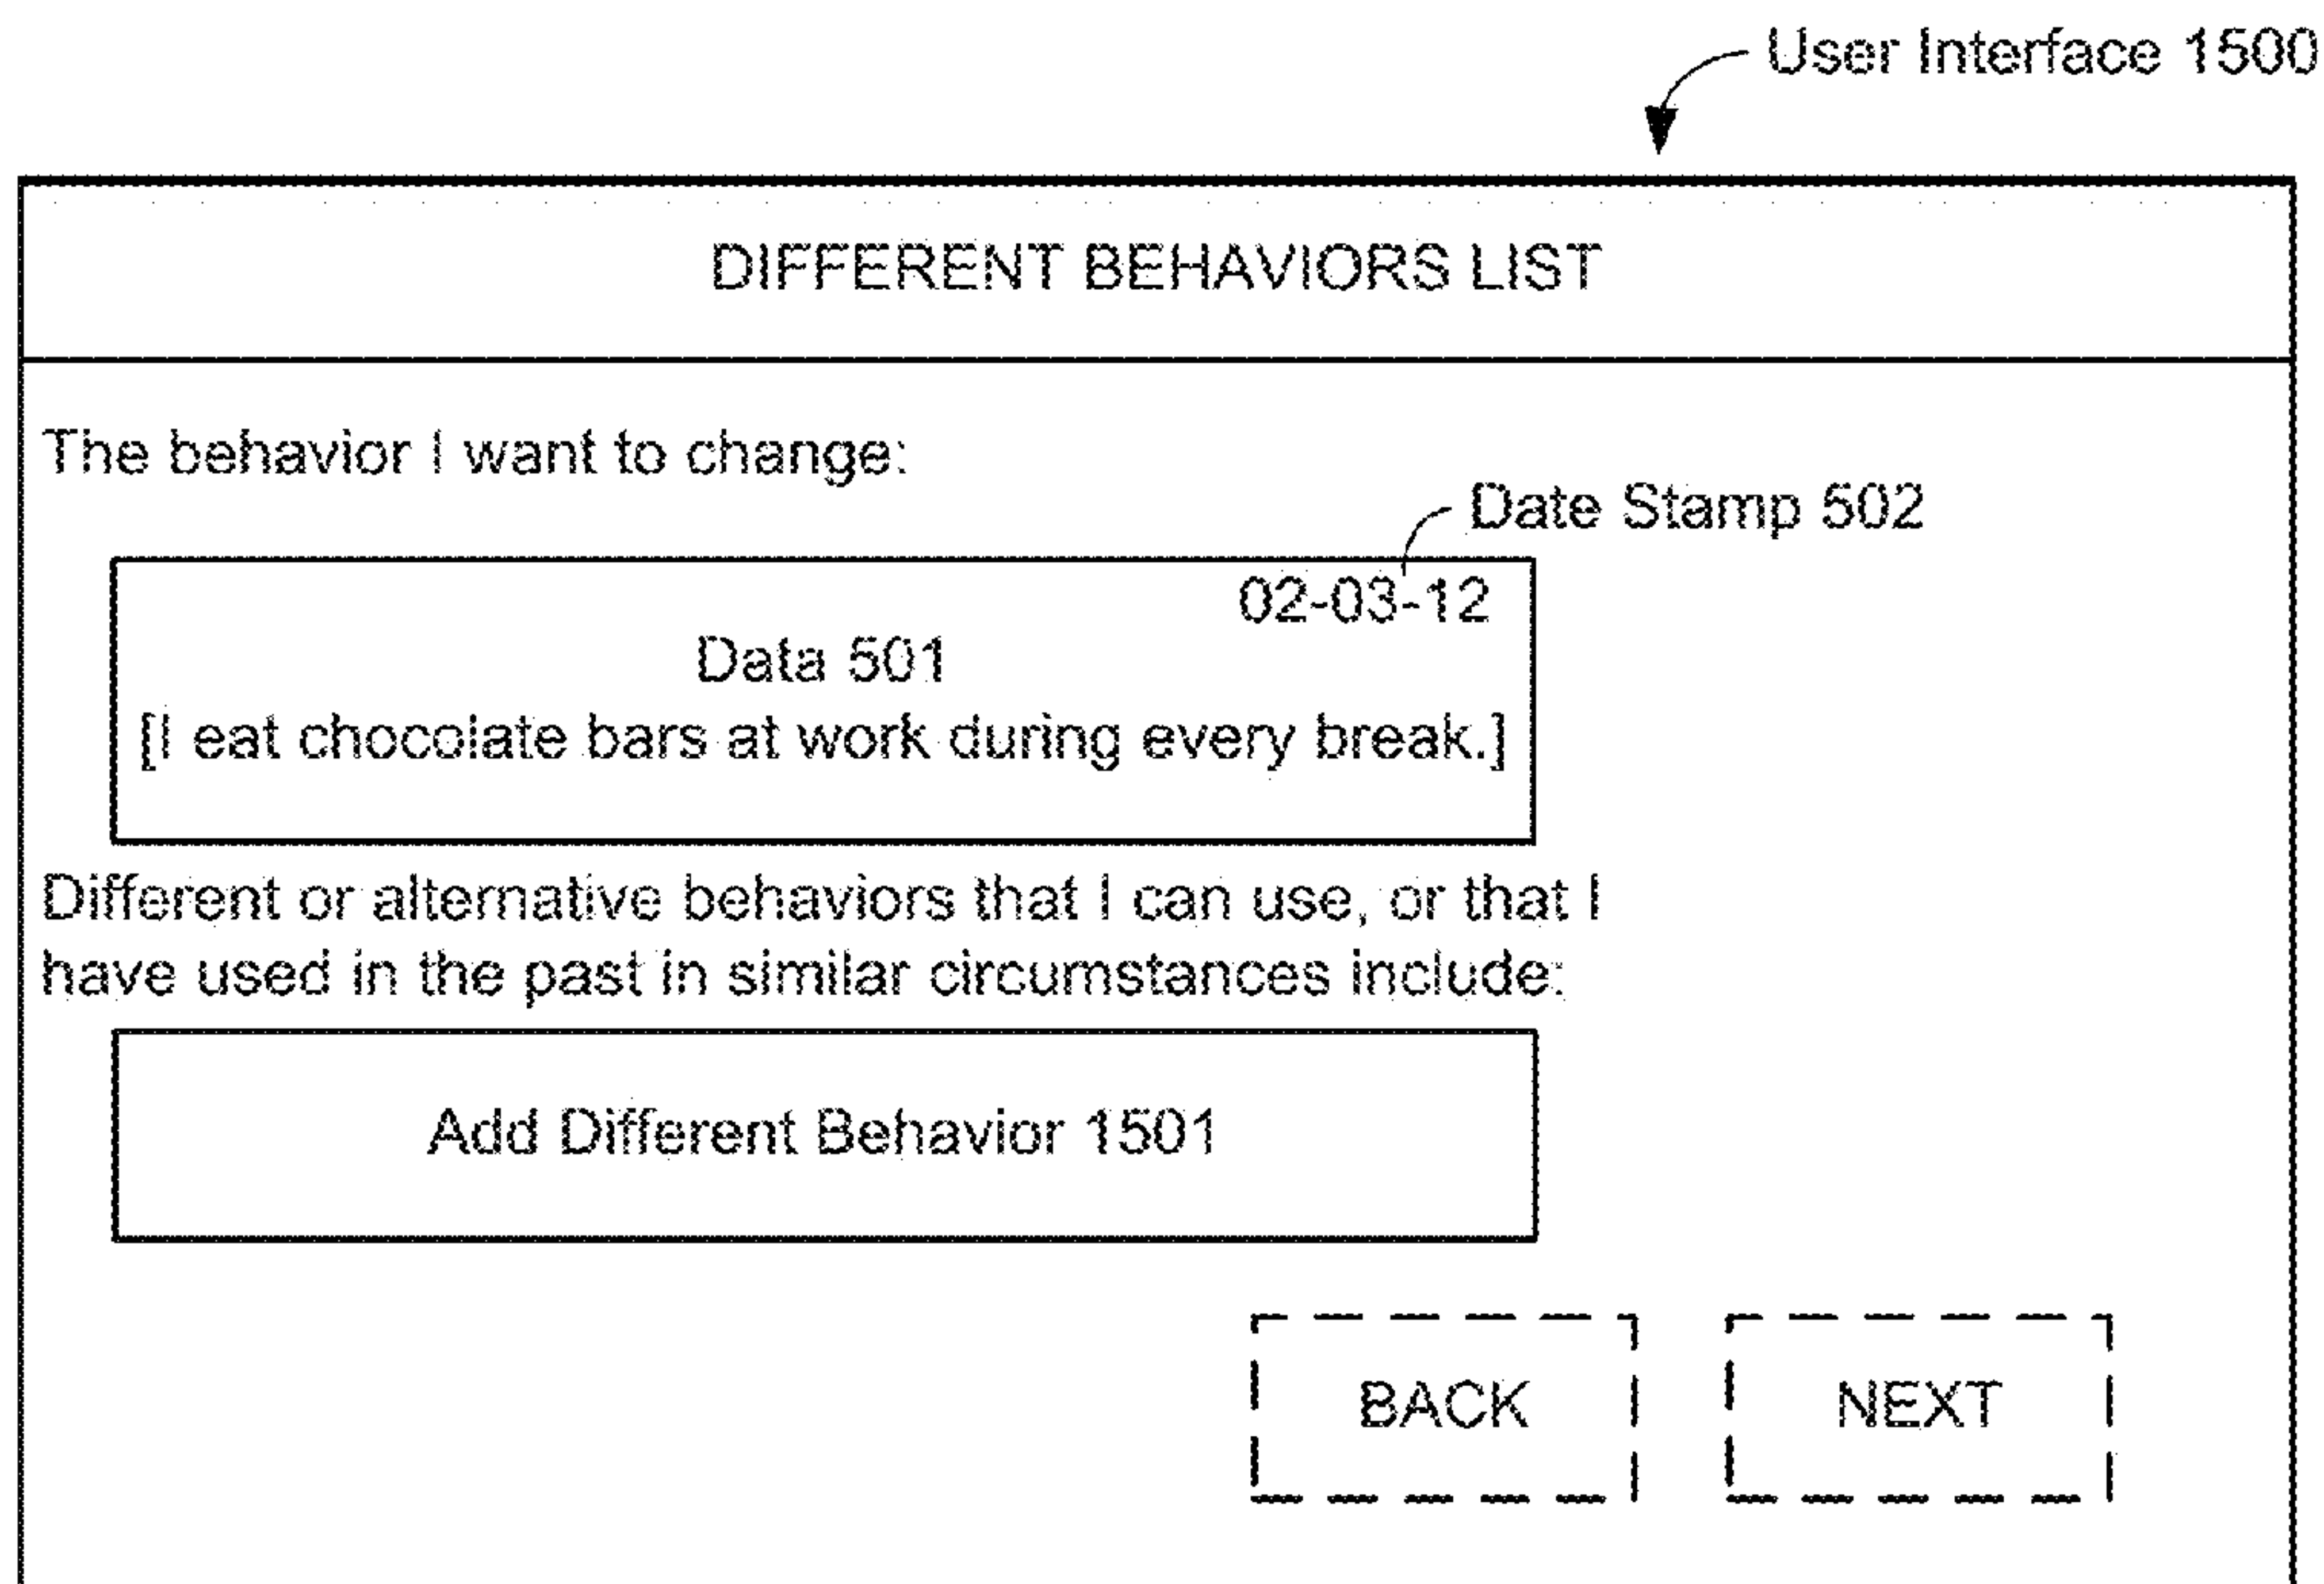 User Interface 1500
DIFFERENT BEHAVIORS LIST
The behavior I want to change:
Date Stamp 502
02-03-12
Data 501
[I eat chocolate bars at work during every break.]
Different or alternative behaviors that I can use, or that I
have used in the past in similar circumstances include:
Add Different Behavior 1501
BACK NEXT